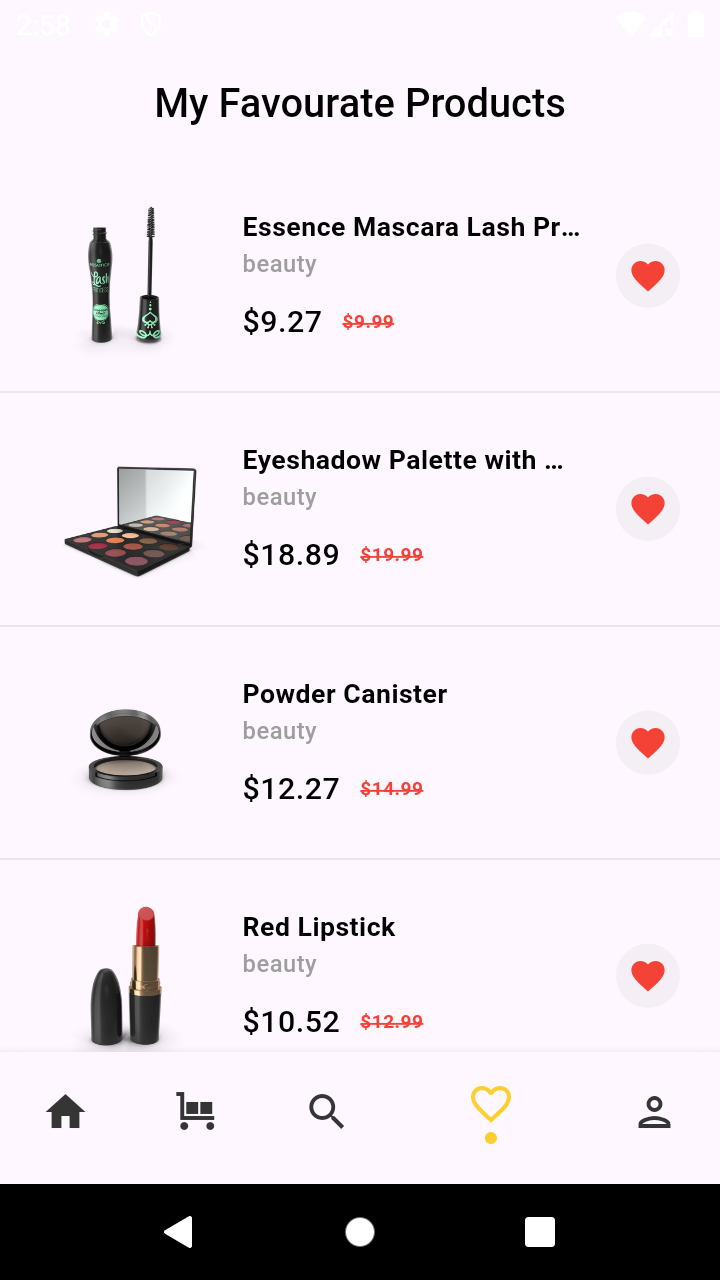 2:58
My Favourate Products
Essence Mascara Lash Pr...
beauty
$9.27 $9.99
Lash
Eyeshadow Palette with ...
beauty
$18.89 $19.99
Powder Canister
beauty
$12.27 $14.99
Red Lipstick
beauty
$10.52 $12.99